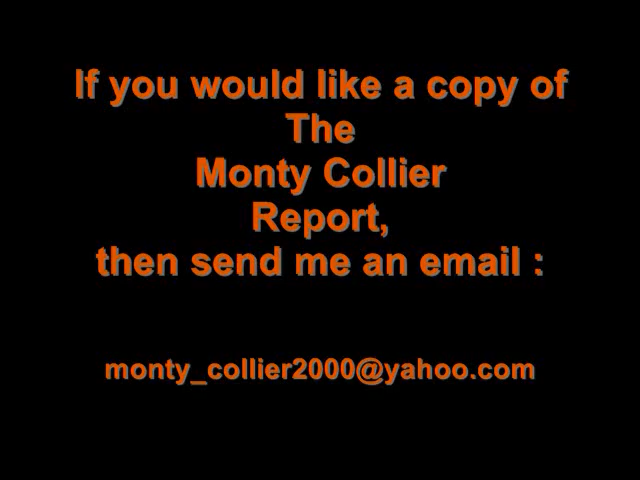 If you would like a copy of
The
Monty Collier
Report,
then send me an email :
monty_collier2000@yahoo.com